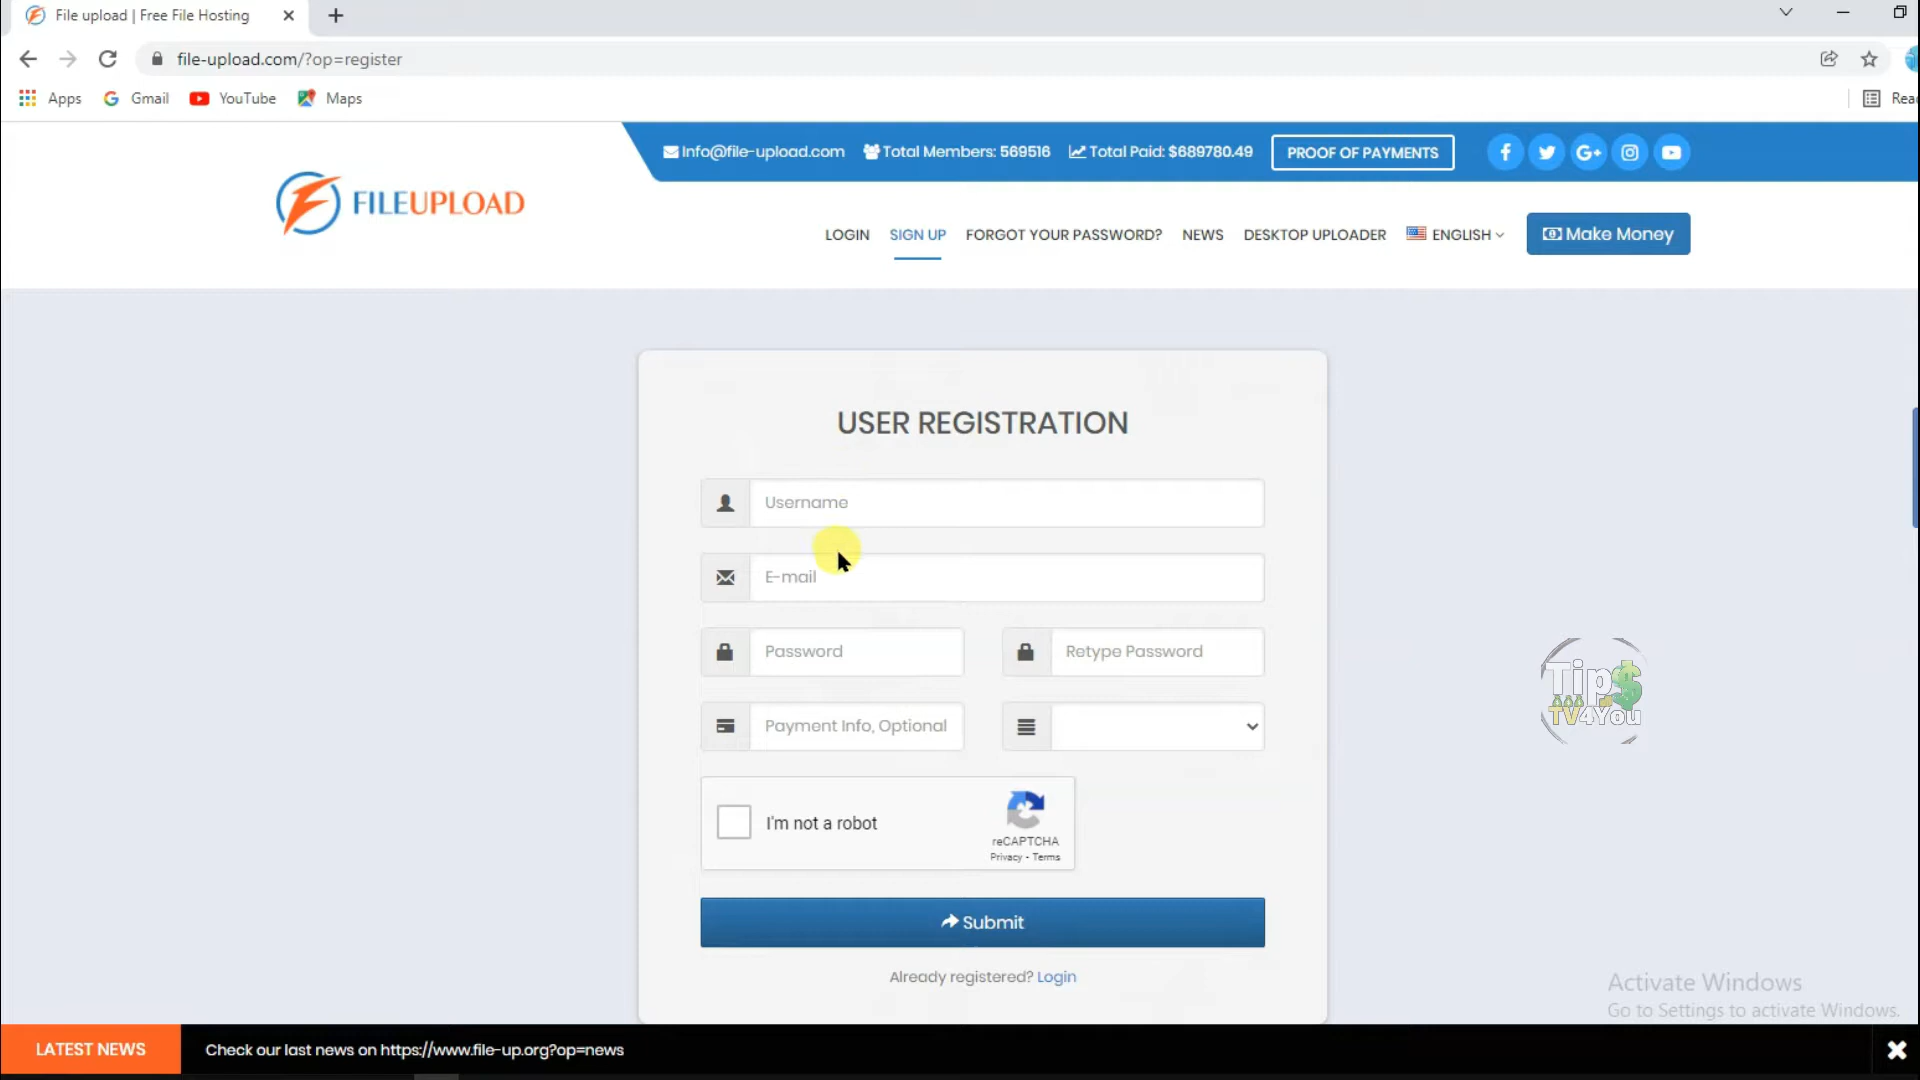 File upload | Free File Hosting
file-upload.com/?op=register
Apps Gmail YouTube Maps
Info@file-upload.com Total Members: 569516 Total Paid: $689780.49 PROOF OF PAYMENTS
FILEUPLOAD
LOGIN SIGN UP FORGOT YOUR PASSWORD? NEWS DESKTOP UPLOADER ENGLISH Make Money
USER REGISTRATION
Username
E-mail
Password Retype Password
Payment Info, Optional
I'm not a robot
reCAPTCHA
Privacy - Terms
Submit
Already registered? Login
Tip$
TV4You
Activate Windows
Go to Settings to activate Windows.
LATEST NEWS Check our last news on https://www.file-up.org?op=news